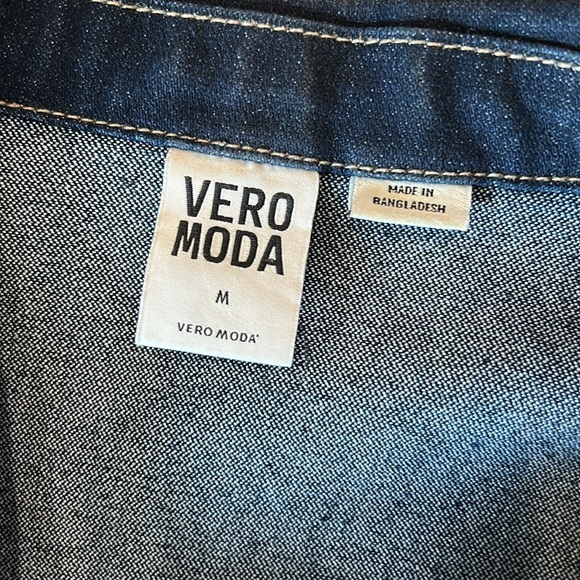 VERO
MODA
M
VERO MODA®
MADE IN
BANGLADESH